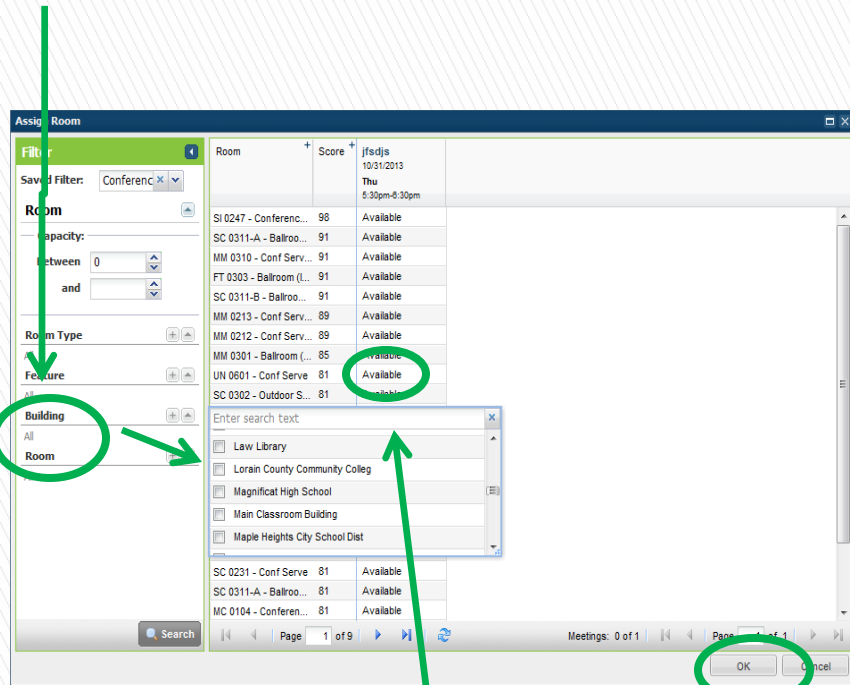 Assign Room
Filter
Saved Filter: Conferenc
Room
Capacity:
between 0
and
Room Type
All
Feature
All
Building
All
Room
Search
Room + Score + jfsdjs
10/31/2013
Thu
5:30pm-6:30pm
SI 0247 - Conferenc... 98 Available
SC 0311-A - Ballroo... 91 Available
MM 0310 - Conf Serv... 91 Available
FT 0303 - Ballroom (l... 91 Available
SC 0311-B - Ballroo... 91 Available
MM 0213 - Conf Serv... 89 Available
MM 0212 - Conf Serv... 89 Available
MM 0301 - Ballroom (... 85 Available
UN 0601 - Conf Serve 81 Available
SC 0302 - Outdoor S... 81 Available
Enter search text
Law Library
Lorain County Community Colleg
Magnificat High School
Main Classroom Building
Maple Heights City School Dist
SC 0231 - Conf Serve 81 Available
SC 0311-A - Ballroo... 81 Available
MC 0104 - Conferen... 81 Available
Page 1 of 9
Meetings: 0 of 1
Page 1 of 1
OK
Cancel